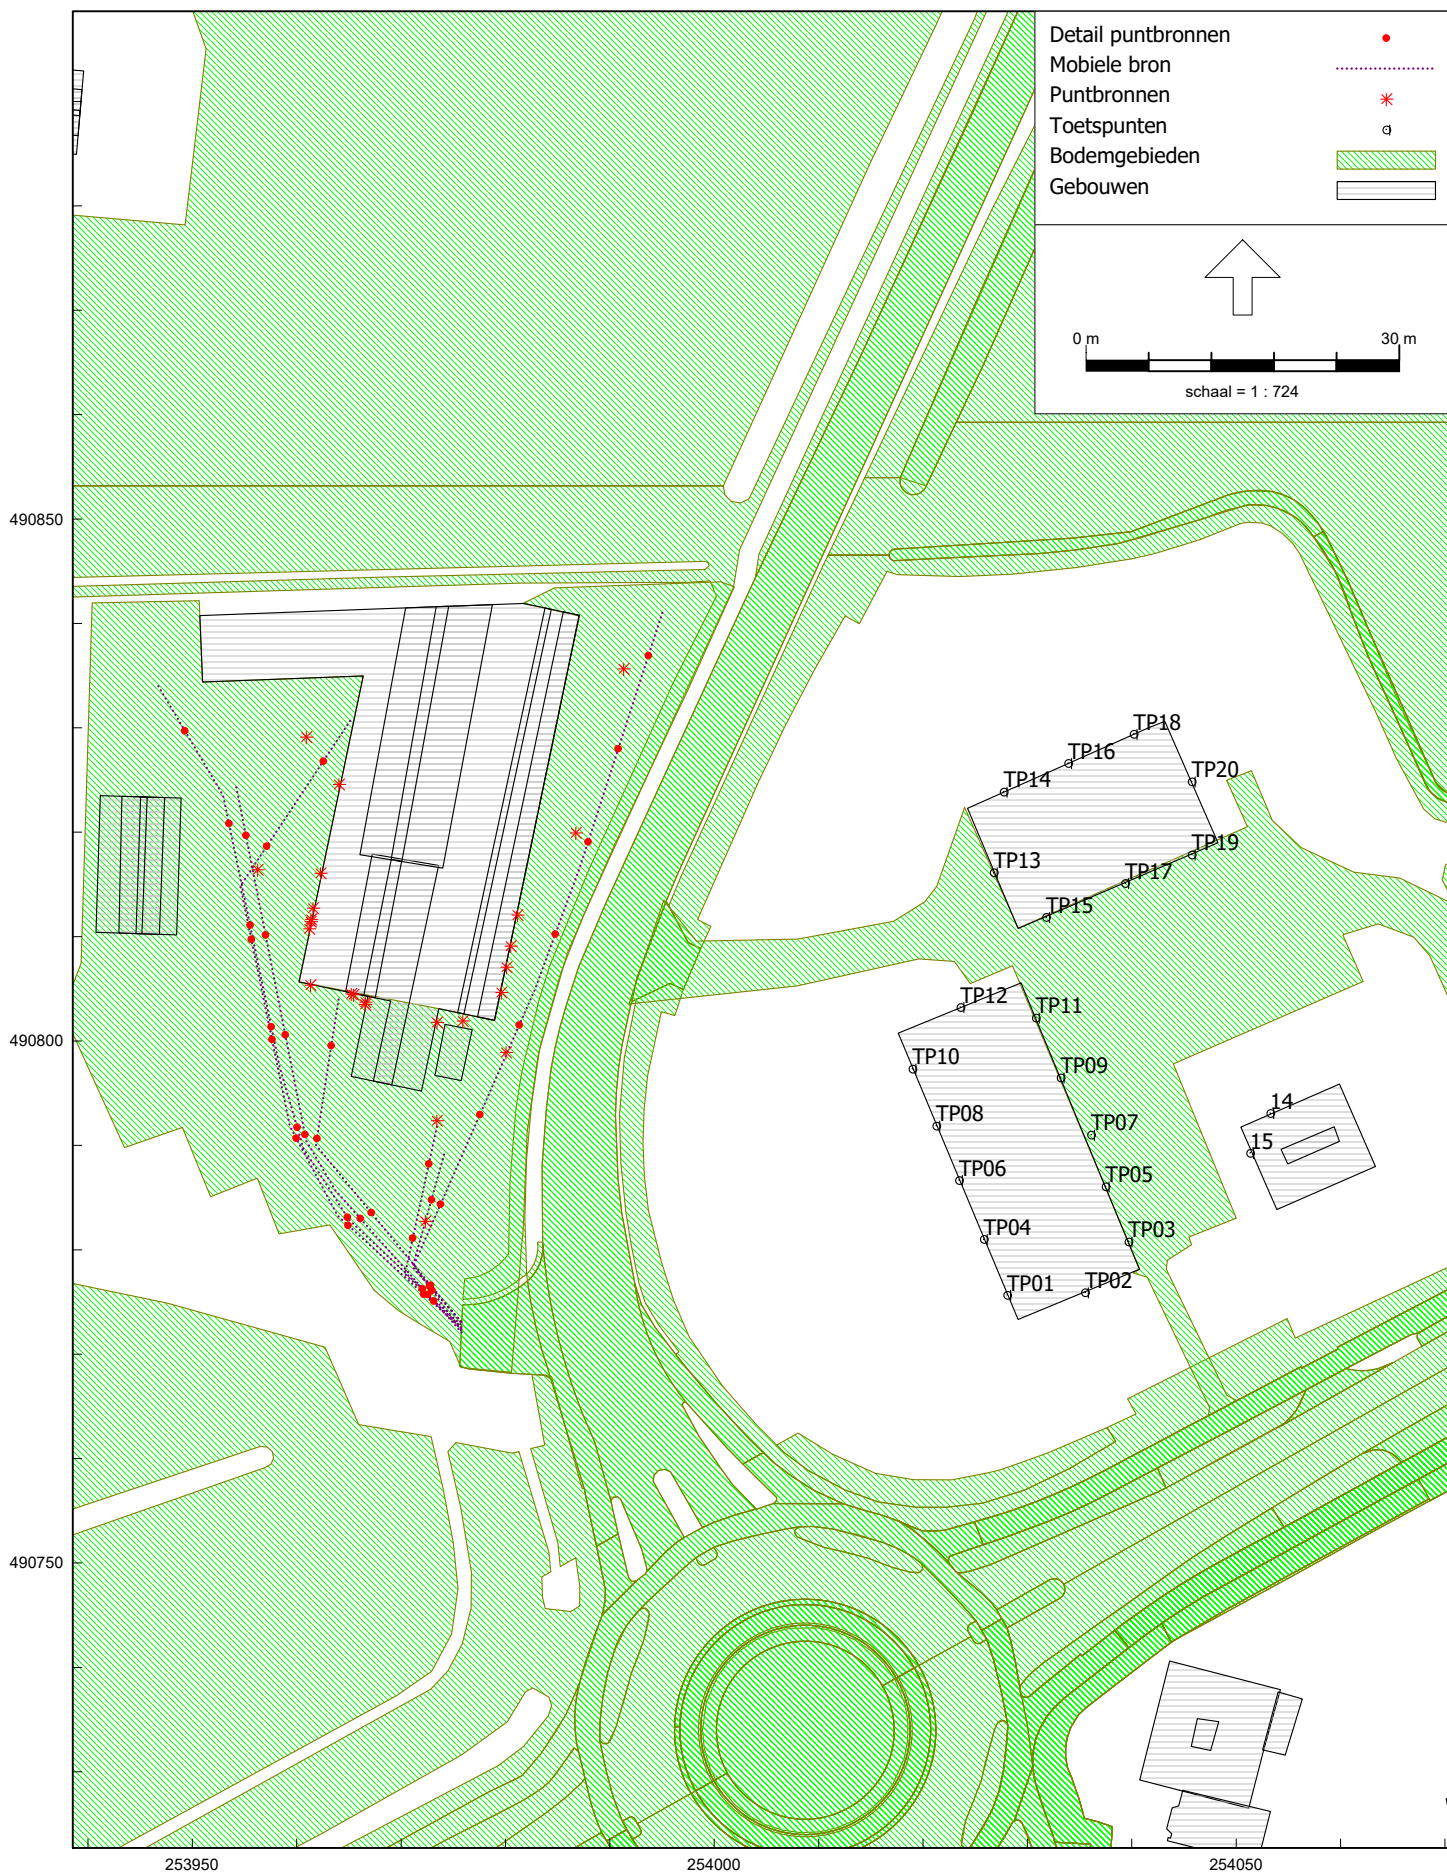 Detail puntbronnen
Mobiele bron
Puntbronnen
Toetspunten
Bodemgebieden
Gebouwen
0 m 30 m
schaal = 1 : 724
490850
TP18
TP16
TP20
TP14
TP19
TP13
TP17
TP15
TP12
TP11
490800
TP10
TP09
14
TP08
TP07
15
TP06
TP05
TP04
TP03
TP01
TP02
490750
253950 254000 254050